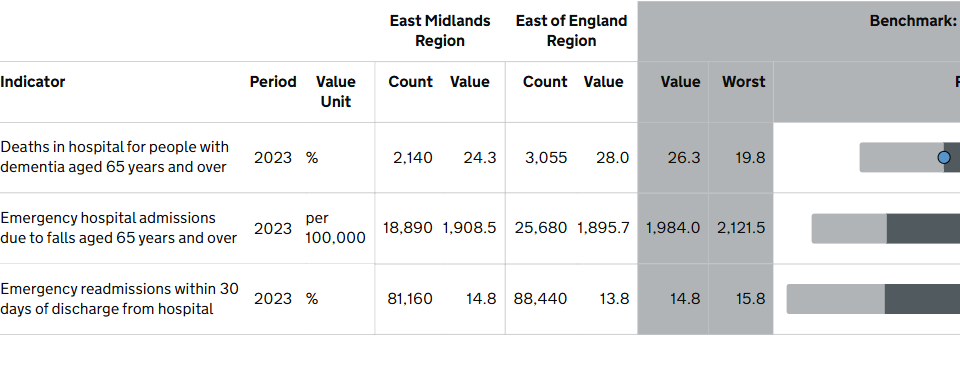 East Midlands Region East of England Region Benchmark:
Indicator Period Value Unit Count Value Count Value Value Worst
Deaths in hospital for people with dementia aged 65 years and over 2023 % 2,140 24.3 3,055 28.0 26.3 19.8
Emergency hospital admissions due to falls aged 65 years and over 2023 per 100,000 18,890 1,908.5 25,680 1,895.7 1,984.0 2,121.5
Emergency readmissions within 30 days of discharge from hospital 2023 % 81,160 14.8 88,440 13.8 14.8 15.8